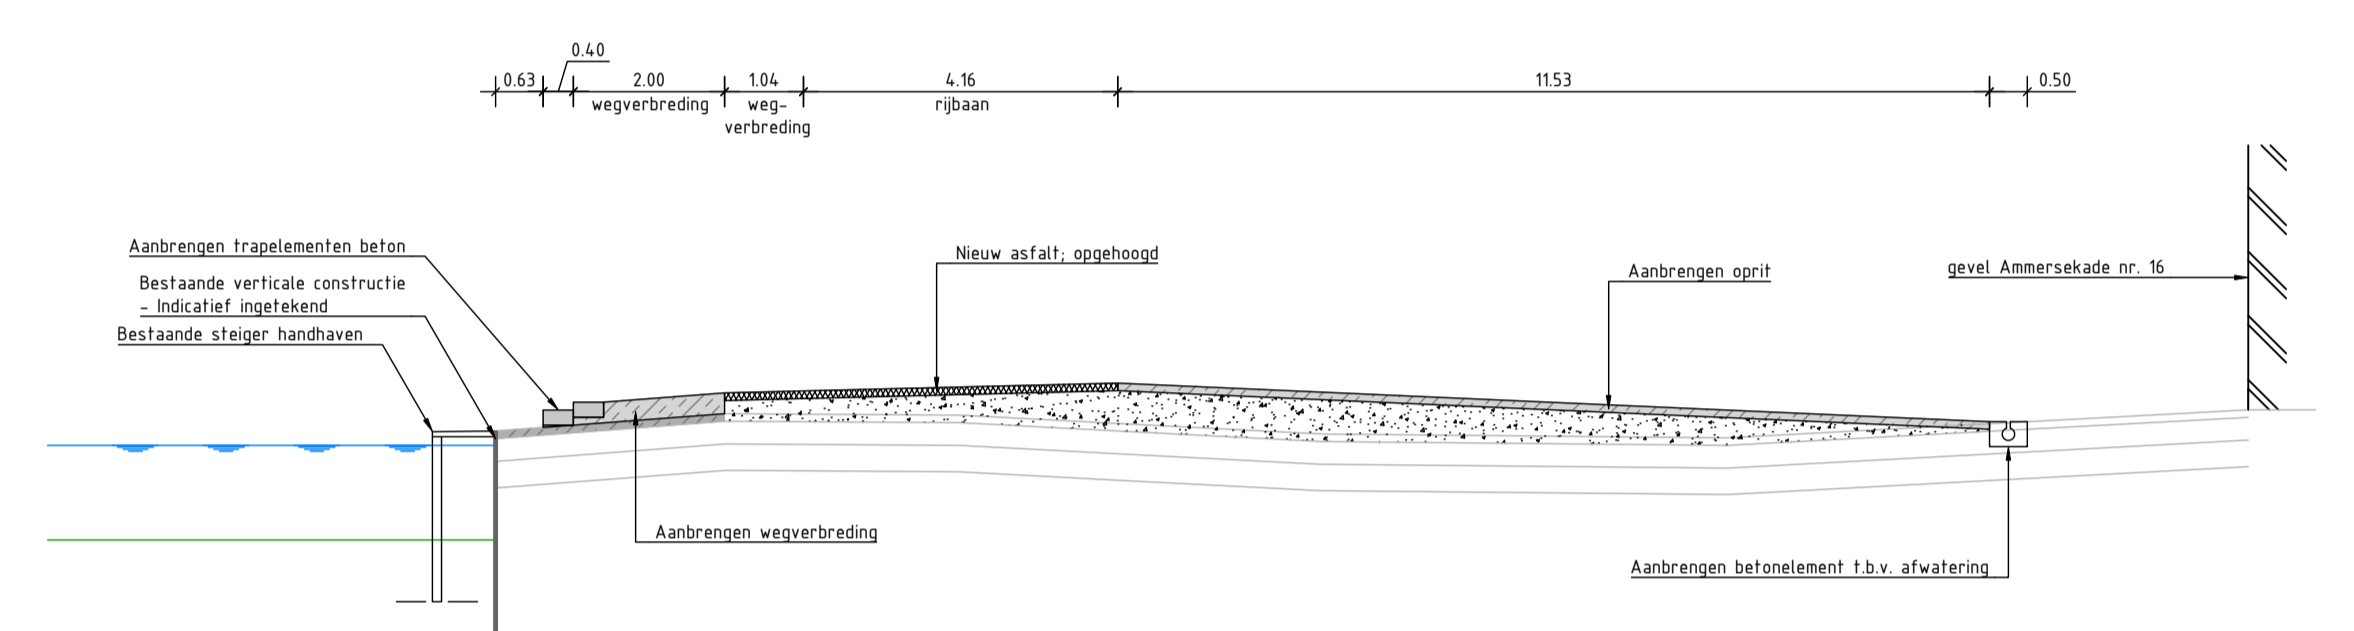 0.40
0.63
2.00
1.04
4.16
11.53
0.50
wegverbreding
weg-
verbreding
rijbaan
Aanbrengen trapelementen beton
Bestaande verticale constructie
- Indicatief ingetekend
Bestaande steiger handhaven
Nieuw asfalt; opgehoogd
Aanbrengen oprit
gevel Ammersekade nr. 16
Aanbrengen wegverbreding
Aanbrengen betonelement t.b.v. afwatering